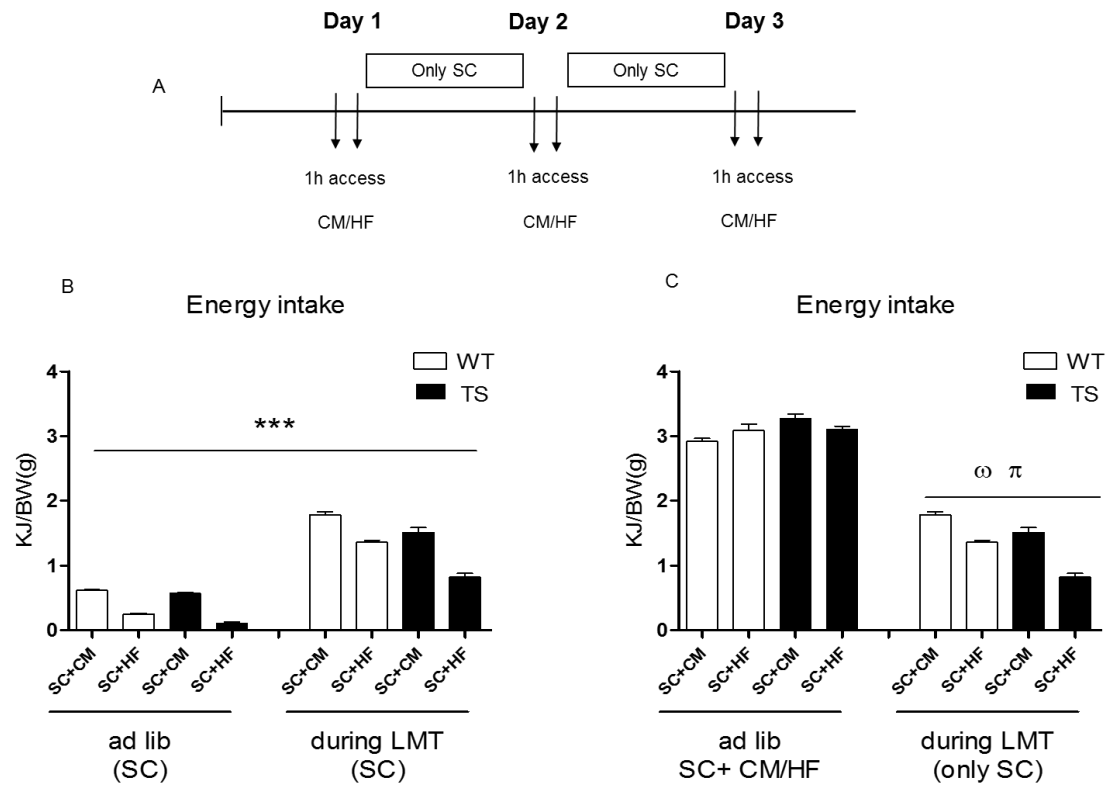 Day 1
Day 2
Day 3
A
Only SC
Only SC
1h access
1h access
1h access
CM/HF
CM/HF
CM/HF
B
Energy intake
WT
TS
***
KJ/BW(g)
4
3
2
1
0
SC+CM
SC+HF
SC+CM
SC+HF
SC+CM
SC+HF
SC+CM
SC+HF
ad lib
(SC)
during LMT
(SC)
C
Energy intake
WT
TS
ω π
KJ/BW(g)
4
3
2
1
0
SC+CM
SC+HF
SC+CM
SC+HF
SC+CM
SC+HF
SC+CM
SC+HF
ad lib
SC+ CM/HF
during LMT
(only SC)